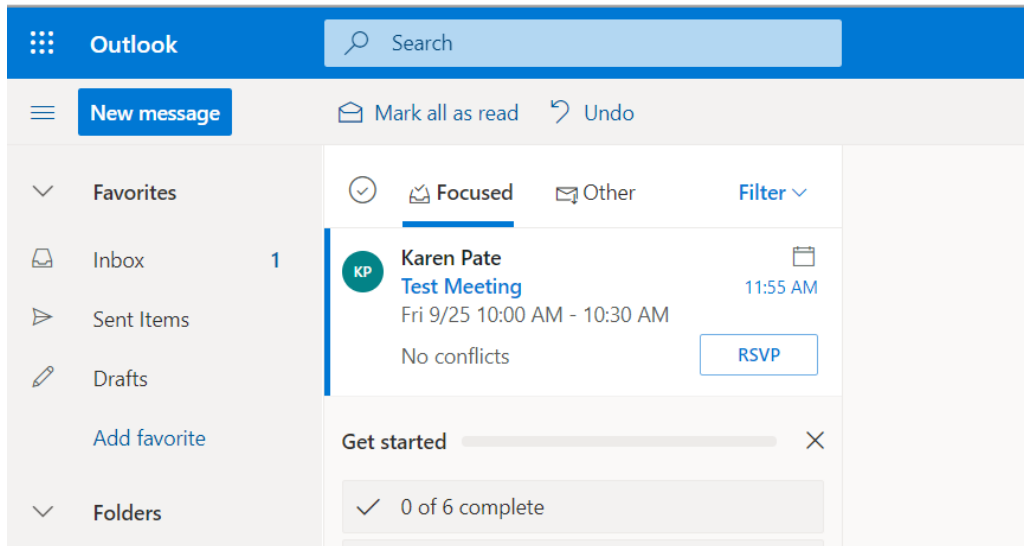 Outlook
Search
New message
Mark all as read
Undo
Favorites
Focused
Other
Filter
Inbox
1
KP
Karen Pate
Test Meeting
11:55 AM
Fri 9/25 10:00 AM - 10:30 AM
No conflicts
RSVP
Sent Items
Drafts
Add favorite
Get started
Folders
0 of 6 complete